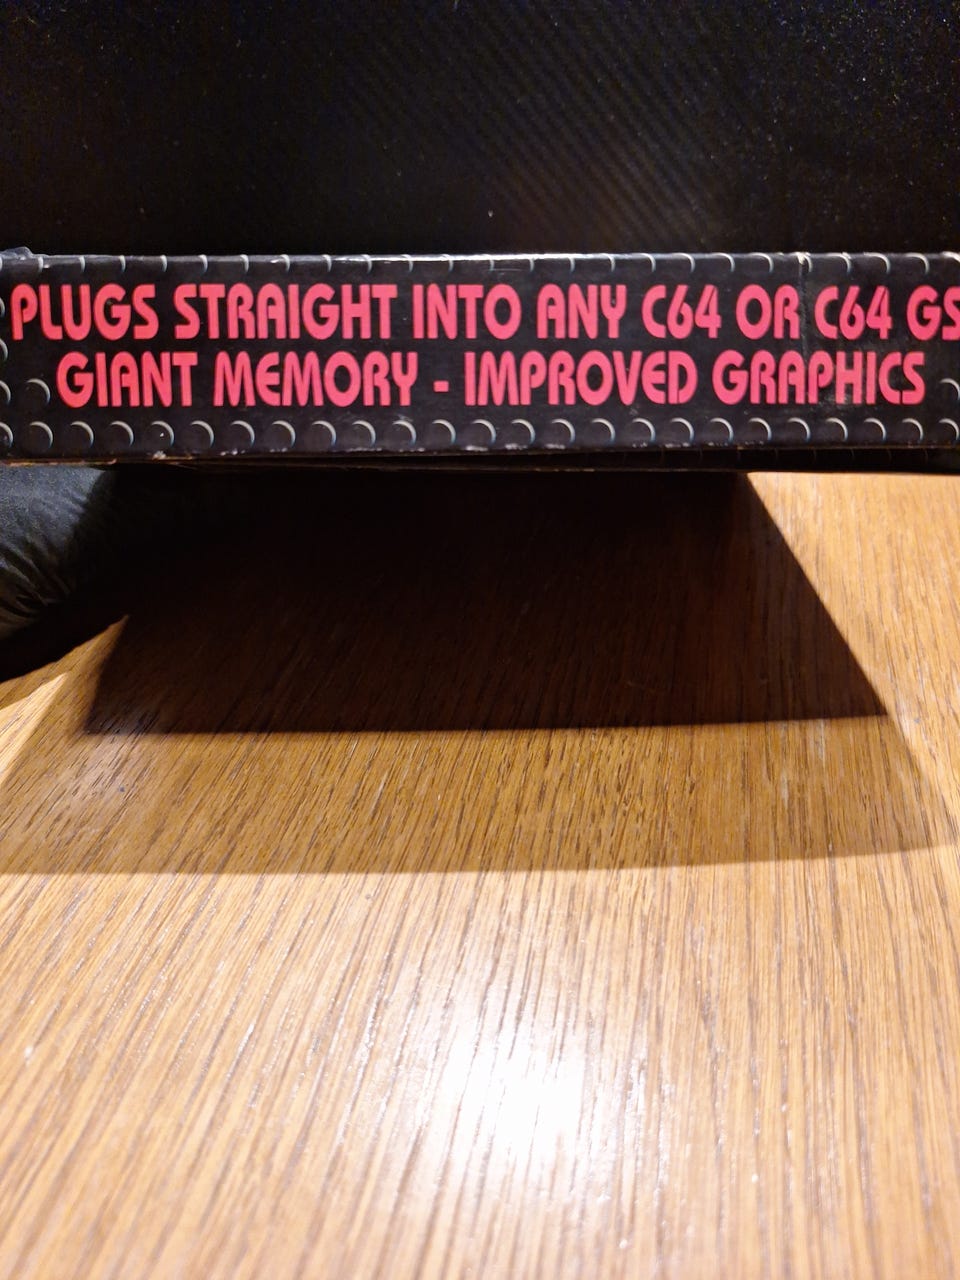 PLUGS STRAIGHT INTO ANY C64 OR C64 GS
GIANT MEMORY - IMPROVED GRAPHICS